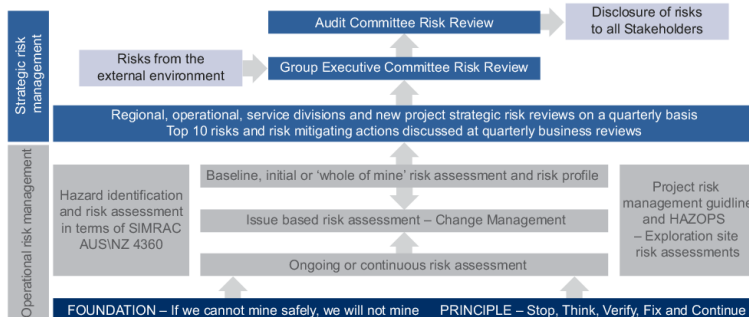 Strategic risk
management
Audit Committee Risk Review
Disclosure of risks
to all Stakeholders
Risks from the
external environment
Group Executive Committee Risk Review
Regional, operational, service divisions and new project strategic risk reviews on a quarterly basis
Top 10 risks and risk mitigating actions discussed at quarterly business reviews
Operational risk management
Hazard identification
and risk assessment
in terms of SIMRAC
AUS\NZ 4360
Baseline, initial or ‘whole of mine’ risk assessment and risk profile
Issue based risk assessment – Change Management
Ongoing or continuous risk assessment
Project risk
management guidline
and HAZOPS
– Exploration site
risk assessments
FOUNDATION – If we cannot mine safely, we will not mine
PRINCIPLE – Stop, Think, Verify, Fix and Continue